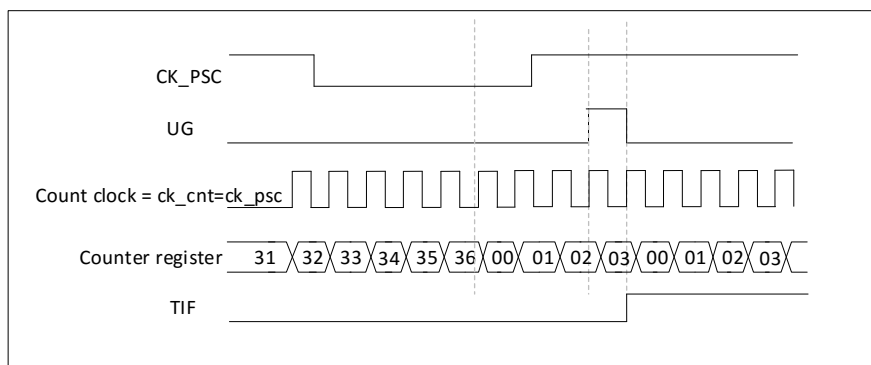 CK_PSC
UG
Count clock = ck_cnt=ck_psc
Counter register 31 32 33 34 35 36 00 01 02 03 00 01 02 03
TIF